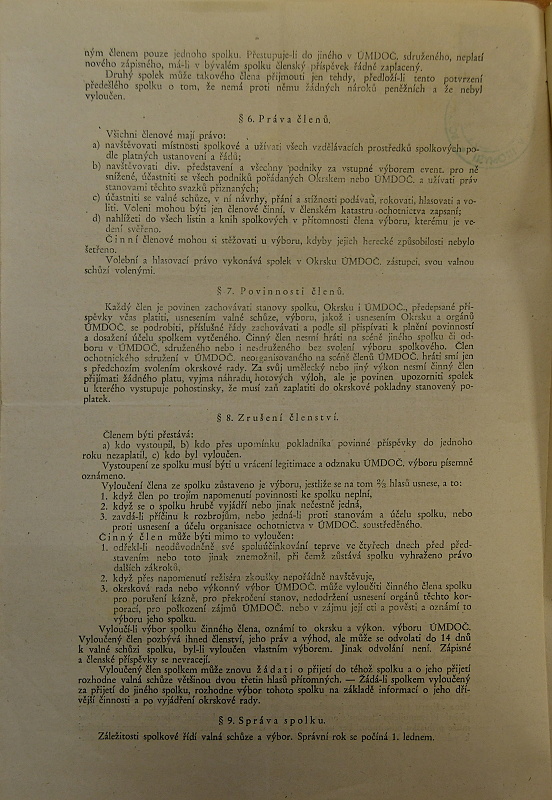 ným členem pouze jednoho spolku. Přestupuje-li do jiného v ÚMDOČ. sdruženého, neplatí
nového zápisného, má-li v bývalém spolku členský příspěvek řádně zaplacený.
Druhý spolek může takového člena přijmouti jen tehdy, předloží-li tento potvrzení
předešlého spolku o tom, že nemá proti němu žádných nároků peněžních a že nebyl
vyloučen.
§ 6. Práva členů.
Všichni členové mají právo:
a) navštěvovati místnosti spolkové a užívati všech vzdělávacích prostředků spolkových po-
dle platných ustanovení a řádů;
b) navštěvovati div. představení a všechny podniky za vstupné výborem event. pro ně
snížené, účastniti se všech podniků pořádaných Okrskem nebo ÚMDOČ. a užívati práv
stanovami těchto svazků přiznaných;
c) účastniti se valné schůze, v ní návrhy, přání a stížnosti podávati, rokovati, hlasovati a vo-
liti. Voleni mohou býti jen členové činní, v členském katastru ochotnictva zapsaní;
d) nahlížeti do všech listin a knih spolkových v přítomnosti člena výboru, kterému je ve-
dení svěřeno.
Činní členové mohou si stěžovati u výboru, kdyby jejich herecké způsobilosti nebylo
šetřeno.
Volební a hlasovací právo vykonává spolek v Okrsku ÚMDOČ. zástupci, svou valnou
schůzí volenými.
§ 7. Povinnosti členů.
Každý člen je povinen zachovávati stanovy spolku, Okrsku i ÚMDOČ., předepsané pří-
spěvky včas platiti, usnesením valné schůze, výboru, jakož i usnesením Okrsku a orgánů
ÚMDOČ. se podrobiti, příslušné řády zachovávati a podle sil přispívati k plnění povinností
a dosažení účelu spolkem vytčeného. Činný člen nesmí hráti na scéně jiného spolku či od-
boru v ÚMDOČ. sdruženého nebo i nedruženého bez svolení výboru spolkového. Člen
ochotnického sdružení v ÚMDOČ. neorganisovaného na scéně členů ÚMDOČ. hráti smí jen
s předchozím svolením okrskové rady. Za svůj umělecký nebo jiný výkon nesmí činný člen
přijímati žádného platu, vyjma náhradu hotových výloh, ale je povinen upozorniti spolek
u kterého vystupuje pohostinsky, že musí zaň zaplatiti do okrskové pokladny stanovený po-
platek.
§ 8. Zrušení členství.
Členem býti přestává:
a) kdo vystoupil, b) kdo přes upomínku pokladníka povinné příspěvky do jednoho
roku nezaplatil, c) kdo byl vyloučen.
Vystoupení ze spolku musí býti u vrácení legitimace a odznaku ÚMDOČ. výboru písemně
oznámeno.
Vyloučení člena ze spolku zůstaveno je výboru, jestliže se na tom ⅔ hlasů usnese, a to:
1. když člen po trojím napomenutí povinností ke spolku neplní,
2. když se o spolku hrubě vyjádří nebo jinak nečestně jedná,
3. zavdá-li příčinu k rozbrojům, nebo jedná-li proti stanovám a účelu spolku, nebo
proti usnesení a účelu organisace ochotnictva v ÚMDOČ. soustředěného.
Činný člen může býti mimo to vyloučen:
1. odřekl-li neodůvodněně své spoluúčinkování teprve ve čtyřech dnech před před-
stavením nebo toto jinak znemožnil, při čemž zůstává spolku vyhraženo právo
dalších zákroků,
2. když přes napomenutí režiséra zkoušky nepořádně navštěvuje,
3. okrsková rada nebo výkonný výbor ÚMDOČ. může vyloučiti činného člena spolku
pro porušení kázně, pro překročení stanov, nedodržení usnesení orgánů těchto kor-
porací, pro poškození zájmů ÚMDOČ. nebo v zájmu její cti a pověsti a oznámí to
výboru jeho spolku.
Vyloučí-li výbor spolku činného člena, oznámí to okrsku a výkon. výboru ÚMDOČ.
Vyloučený člen pozbývá ihned členství, jeho práv a výhod, ale může se odvolati do 14 dnů
k valné schůzi spolku, byl-li vyloučen vlastním výborem. Jinak odvolání není. Zápisné
a členské příspěvky se nevracejí.
Vyloučený člen spolkem může znovu žádati o přijetí do téhož spolku a o jeho přijetí
rozhodne valná schůze většinou dvou třetin hlasů přítomných. — Žádá-li spolkem vyloučený
za přijetí do jiného spolku, rozhodne výbor tohoto spolku na základě informací o jeho dří-
vější činnosti a po vyjádření okrskové rady.
§ 9. Správa spolku.
Záležitosti spolkové řídí valná schůze a výbor. Správní rok se počíná 1. lednem.